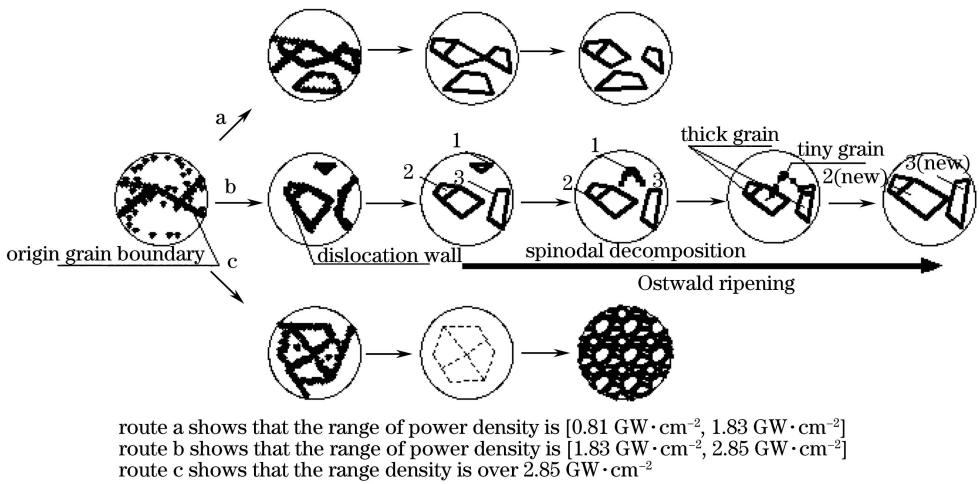 a
thick grain
1
1
tiny grain
2
3
2
3
2(new)
3(new)
b
origin grain boundary
c
dislocation wall
spinodal decomposition
Ostwald ripening
route a shows that the range of power density is [0.81 GW·cm⁻², 1.83 GW·cm⁻²]
route b shows that the range of power density is [1.83 GW·cm⁻², 2.85 GW·cm⁻²]
route c shows that the range density is over 2.85 GW·cm⁻²